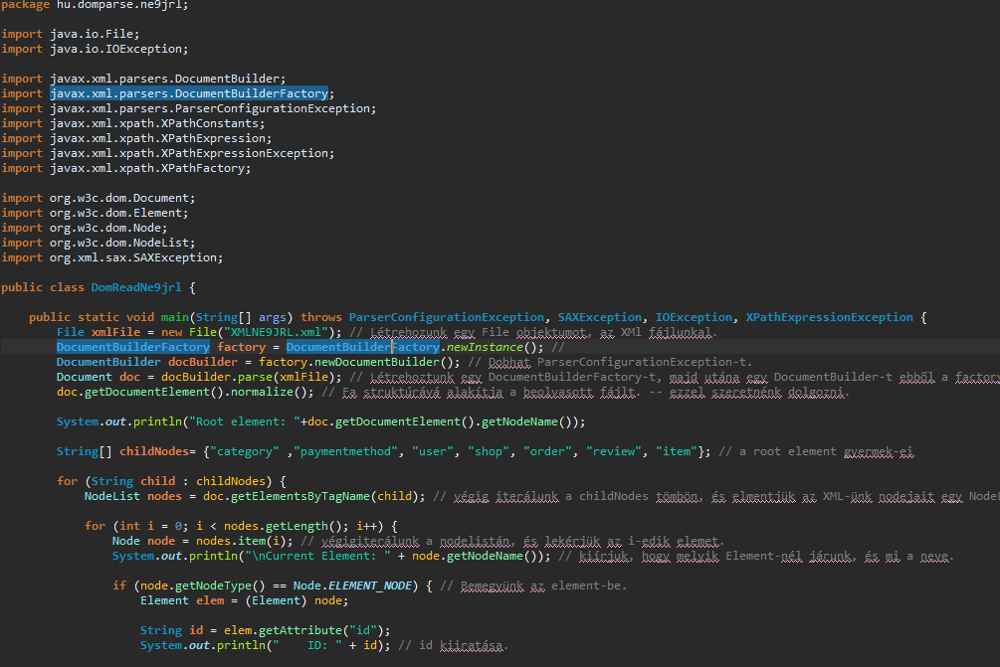 package hu.domparse.ne9jrl;
import java.io.File;
import java.io.IOException;
import javax.xml.parsers.DocumentBuilder;
import javax.xml.parsers.DocumentBuilderFactory;
import javax.xml.parsers.ParserConfigurationException;
import javax.xml.xpath.XPathConstants;
import javax.xml.xpath.XPathExpression;
import javax.xml.xpath.XPathExpressionException;
import javax.xml.xpath.XPathFactory;
import org.w3c.dom.Document;
import org.w3c.dom.Element;
import org.w3c.dom.Node;
import org.w3c.dom.NodeList;
import org.xml.sax.SAXException;
public class DomReadNe9jrl {
public static void main(String[] args) throws ParserConfigurationException, SAXException, IOException, XPathExpressionException {
File xmlFile = new File("XMLNE9JRL.xml"); // Létrehozunk egy File objektumot, az XMl fájlunkal.
DocumentBuilderFactory factory = DocumentBuilderFactory.newInstance(); //
DocumentBuilder docBuilder = factory.newDocumentBuilder(); // Dobhat ParserConfigurationException-t.
Document doc = docBuilder.parse(xmlFile); // Létrehoztunk egy DocumentBuilderFactory-t, majd utána egy DocumentBuilder-t ebből a factory
doc.getDocumentElement().normalize(); // Fa struktúrává alakítja a beolvasott fájlt. -- ezzel szeretnénk dolgozni.
System.out.println("Root element: "+doc.getDocumentElement().getNodeName());
String[] childNodes= {"category" ,"paymentmethod", "user", "shop", "order", "review", "item"}; // a root element gyermek-ei
for (String child : childNodes) {
NodeList nodes = doc.getElementsByTagName(child); // végig iterálunk a childNodes tömbön, és elmentjük az XML-ünk nodejait egy NodeL
for (int i = 0; i < nodes.getLength(); i++) {
Node node = nodes.item(i); // végigiterálunk a nodelistán, és lekérjük az i-edik elemet.
System.out.println("\nCurrent Element: " + node.getNodeName()); // kiírjuk, hogy melyik Element-nél járunk, és mi a neve.
if (node.getNodeType() == Node.ELEMENT_NODE) { // Bemegyünk az element-be.
Element elem = (Element) node;
String id = elem.getAttribute("id");
System.out.println("    ID: " + id); // id kiiratása.